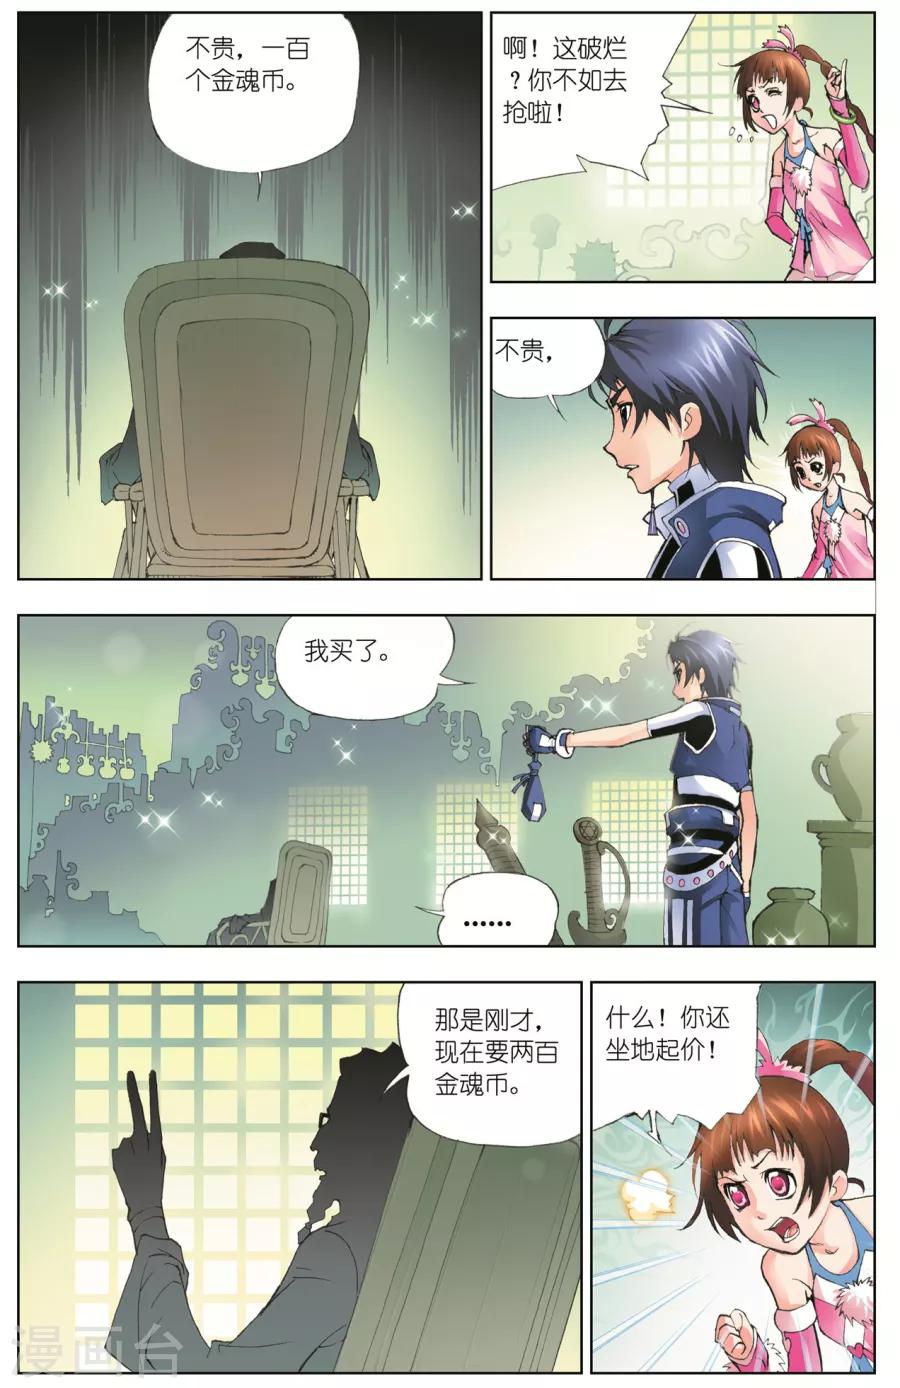 不贵，一百
个金魂币。
啊！这破烂
？你不如去
抢啦！
不贵，
我买了。
……
那是刚才，
现在要两百
金魂币。
什么！你还
坐地起价！
漫画台